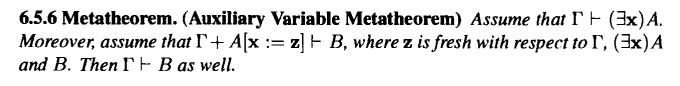 6.5.6 Metatheorem. (Auxiliary Variable Metatheorem) Assume that Γ ⊢ (∃x)A.
Moreover, assume that Γ + A[x := z] ⊢ B, where z is fresh with respect to Γ, (∃x)A
and B. Then Γ ⊢ B as well.